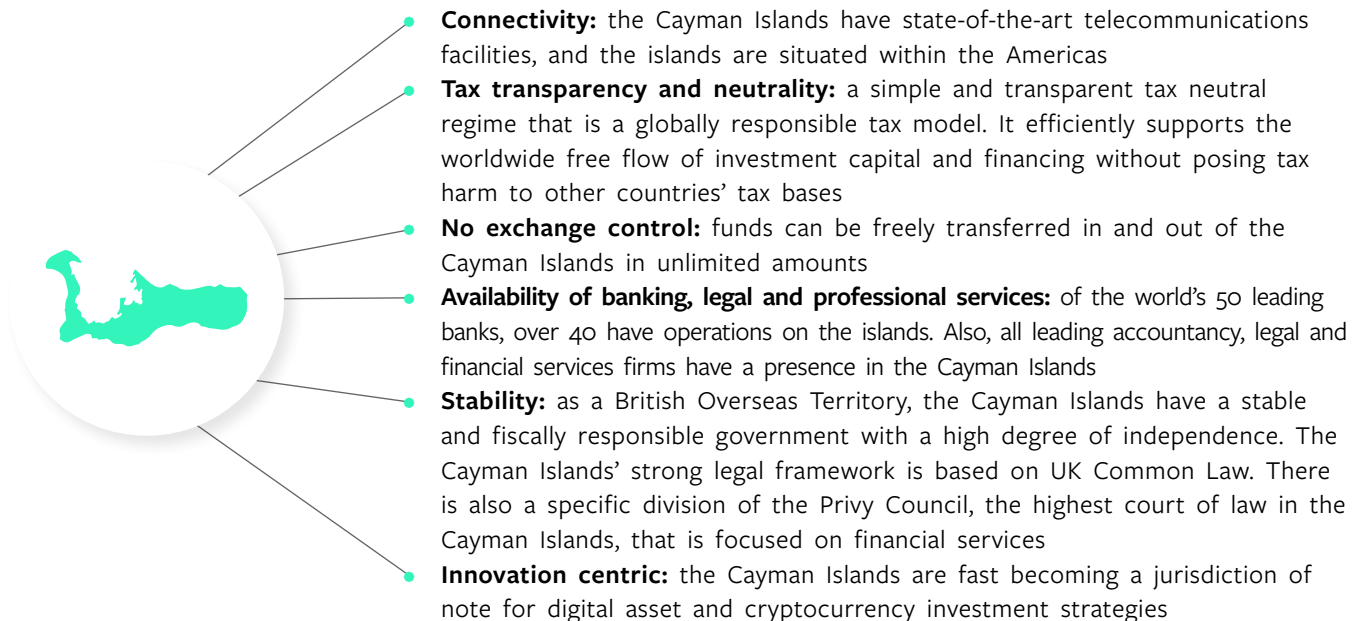 Connectivity: the Cayman Islands have state-of-the-art telecommunications
facilities, and the islands are situated within the Americas
Tax transparency and neutrality: a simple and transparent tax neutral
regime that is a globally responsible tax model. It efficiently supports the
worldwide free flow of investment capital and financing without posing tax
harm to other countries’ tax bases
No exchange control: funds can be freely transferred in and out of the
Cayman Islands in unlimited amounts
Availability of banking, legal and professional services: of the world’s 50 leading
banks, over 40 have operations on the islands. Also, all leading accountancy, legal and
financial services firms have a presence in the Cayman Islands
Stability: as a British Overseas Territory, the Cayman Islands have a stable
and fiscally responsible government with a high degree of independence. The
Cayman Islands’ strong legal framework is based on UK Common Law. There
is also a specific division of the Privy Council, the highest court of law in the
Cayman Islands, that is focused on financial services
Innovation centric: the Cayman Islands are fast becoming a jurisdiction of
note for digital asset and cryptocurrency investment strategies